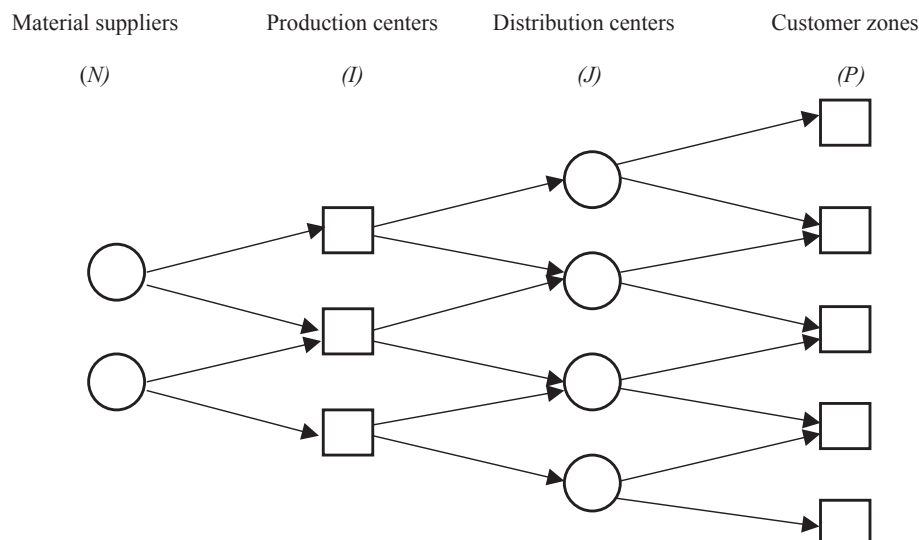 Material suppliers Production centers Distribution centers Customer zones
(N) (I) (J) (P)